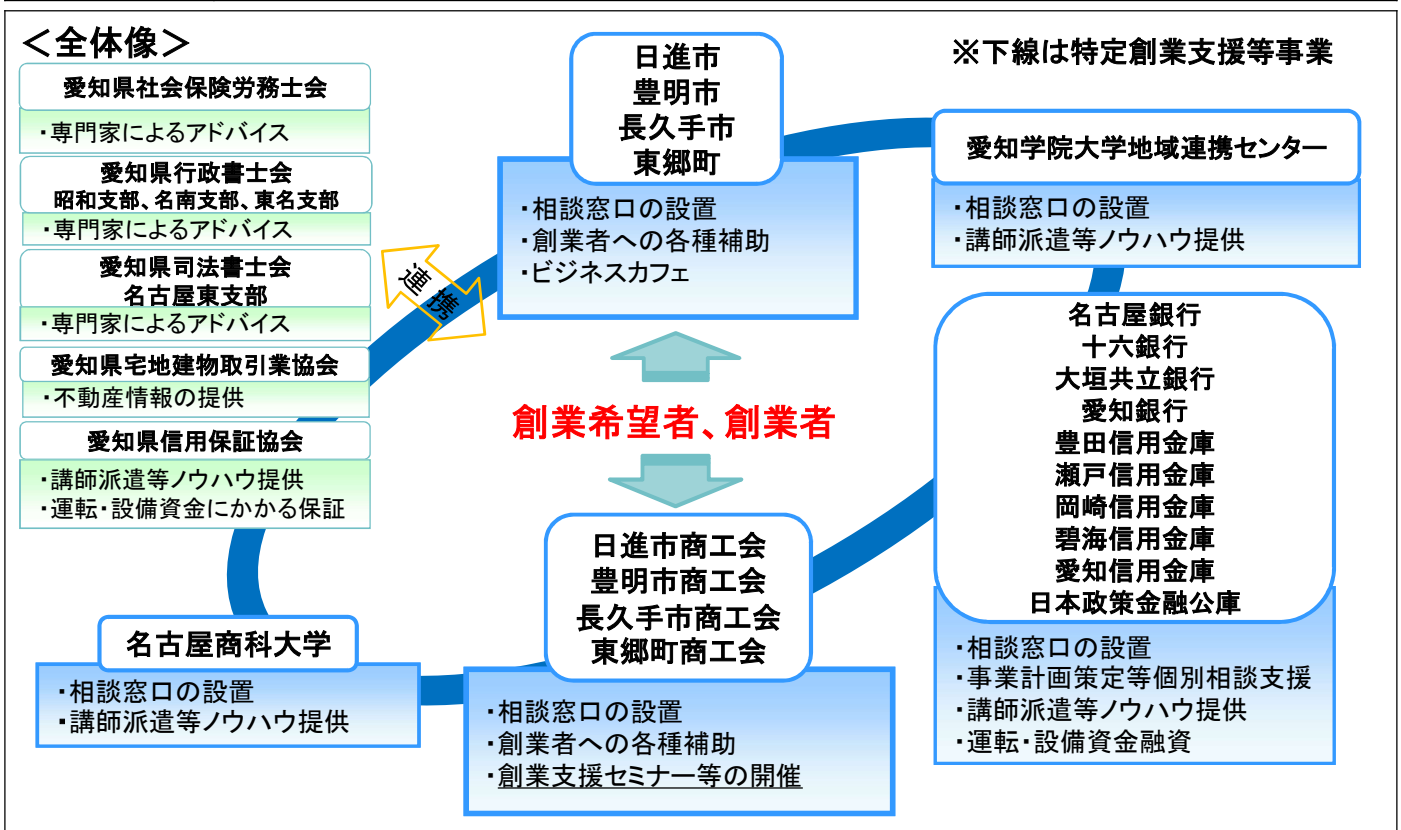 ＜全体像＞
愛知県社会保険労務士会
・専門家によるアドバイス
愛知県行政書士会
昭和支部、名南支部、東名支部
・専門家によるアドバイス
愛知県司法書士会
名古屋東支部
・専門家によるアドバイス
愛知県宅地建物取引業協会
・不動産情報の提供
愛知県信用保証協会
・講師派遣等ノウハウ提供
・運転・設備資金にかかる保証
連携
日進市
豊明市
長久手市
東郷町
・相談窓口の設置
・創業者への各種補助
・ビジネスカフェ
※下線は特定創業支援等事業
愛知学院大学地域連携センター
・相談窓口の設置
・講師派遣等ノウハウ提供
創業希望者、創業者
名古屋銀行
十六銀行
大垣共立銀行
愛知銀行
豊田信用金庫
瀬戸信用金庫
岡崎信用金庫
碧海信用金庫
愛知信用金庫
日本政策金融公庫
・相談窓口の設置
・事業計画策定等個別相談支援
・講師派遣等ノウハウ提供
・運転・設備資金融資
名古屋商科大学
・相談窓口の設置
・講師派遣等ノウハウ提供
日進市商工会
豊明市商工会
長久手市商工会
東郷町商工会
・相談窓口の設置
・創業者への各種補助
・創業支援セミナー等の開催